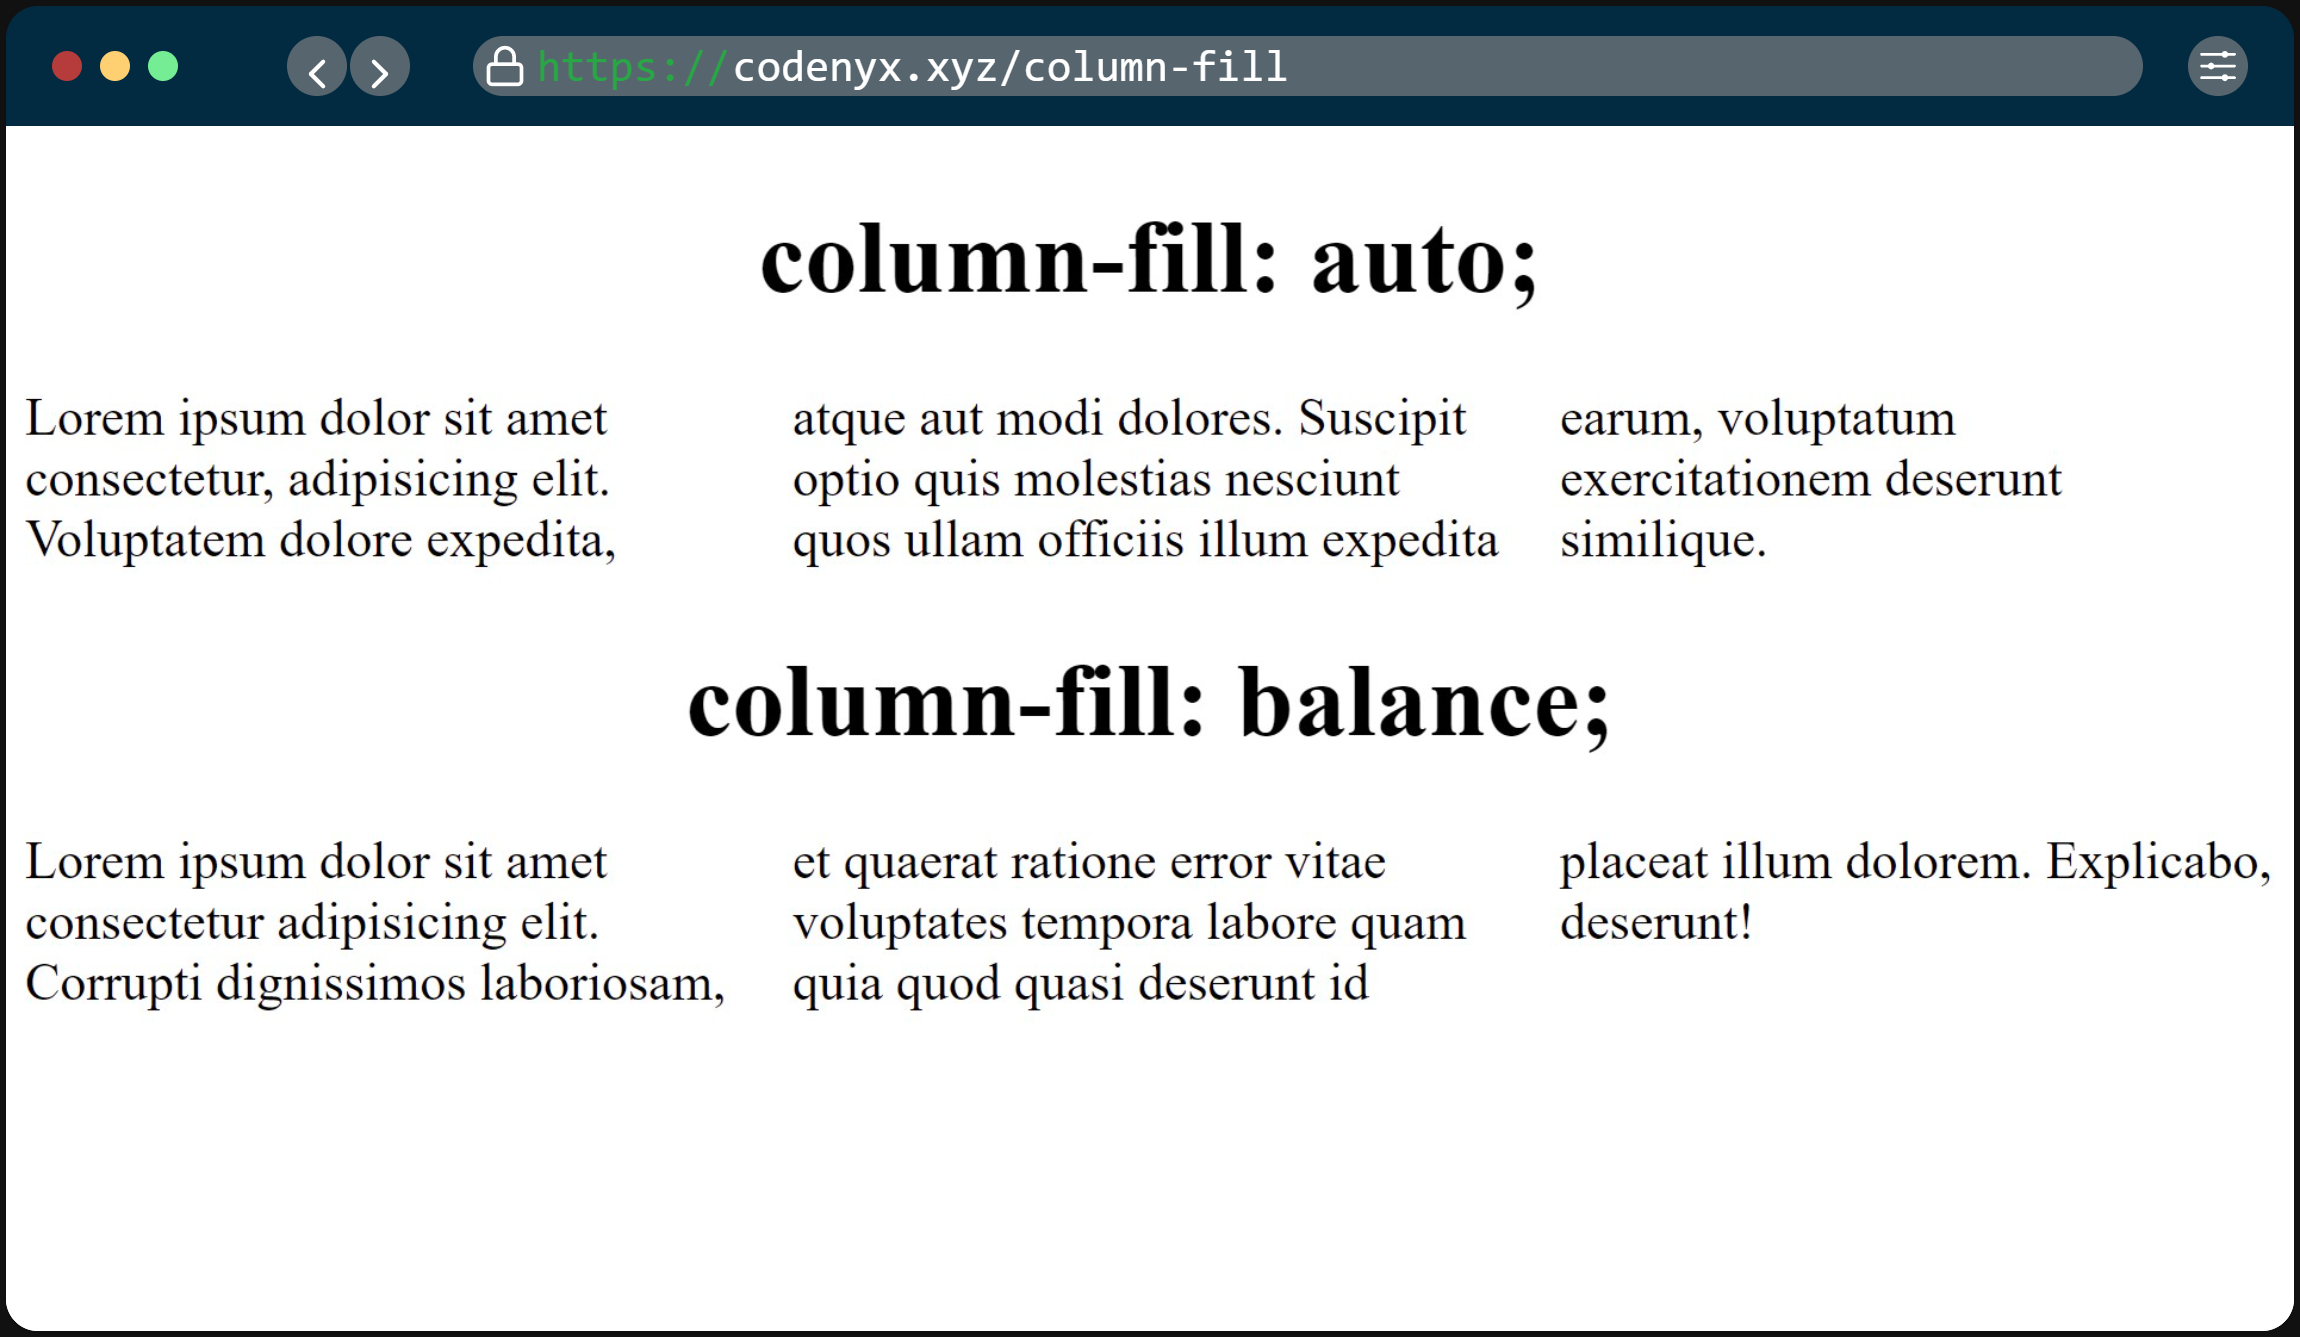 https://codenyx.xyz/column-fill
column-fill: auto;
Lorem ipsum dolor sit amet
consectetur, adipisicing elit.
Voluptatem dolore expedita,
atque aut modi dolores. Suscipit
optio quis molestias nesciunt
quos ullam officiis illum expedita
earum, voluptatum
exercitationem deserunt
similique.
column-fill: balance;
Lorem ipsum dolor sit amet
consectetur adipisicing elit.
Corrupti dignissimos laboriosam,
et quaerat ratione error vitae
voluptates tempora labore quam
quia quod quasi deserunt id
placeat illum dolorem. Explicabo,
deserunt!